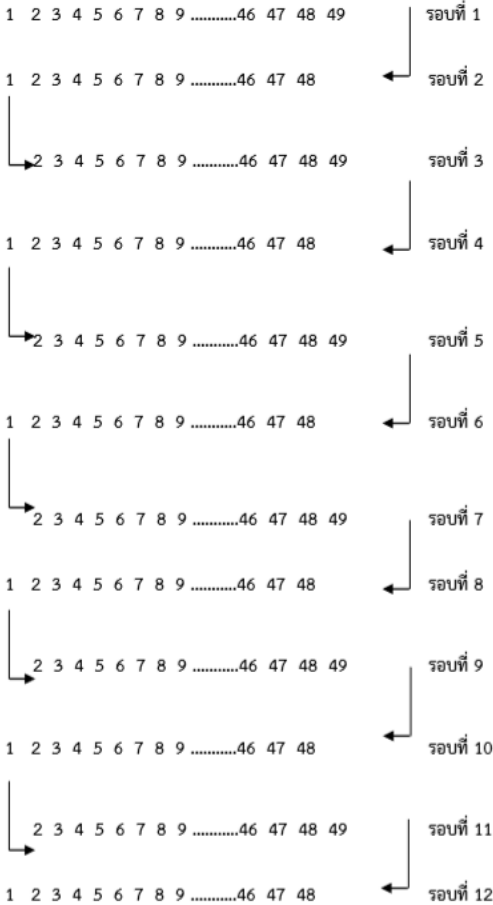 1 2 3 4 5 6 7 8 9 ...........46 47 48 49 รอบที่ 1
1 2 3 4 5 6 7 8 9 ...........46 47 48 รอบที่ 2
2 3 4 5 6 7 8 9 ...........46 47 48 49 รอบที่ 3
1 2 3 4 5 6 7 8 9 ...........46 47 48 รอบที่ 4
2 3 4 5 6 7 8 9 ...........46 47 48 49 รอบที่ 5
1 2 3 4 5 6 7 8 9 ...........46 47 48 รอบที่ 6
2 3 4 5 6 7 8 9 ...........46 47 48 49 รอบที่ 7
1 2 3 4 5 6 7 8 9 ...........46 47 48 รอบที่ 8
2 3 4 5 6 7 8 9 ...........46 47 48 49 รอบที่ 9
1 2 3 4 5 6 7 8 9 ...........46 47 48 รอบที่ 10
2 3 4 5 6 7 8 9 ...........46 47 48 49 รอบที่ 11
1 2 3 4 5 6 7 8 9 ...........46 47 48 รอบที่ 12